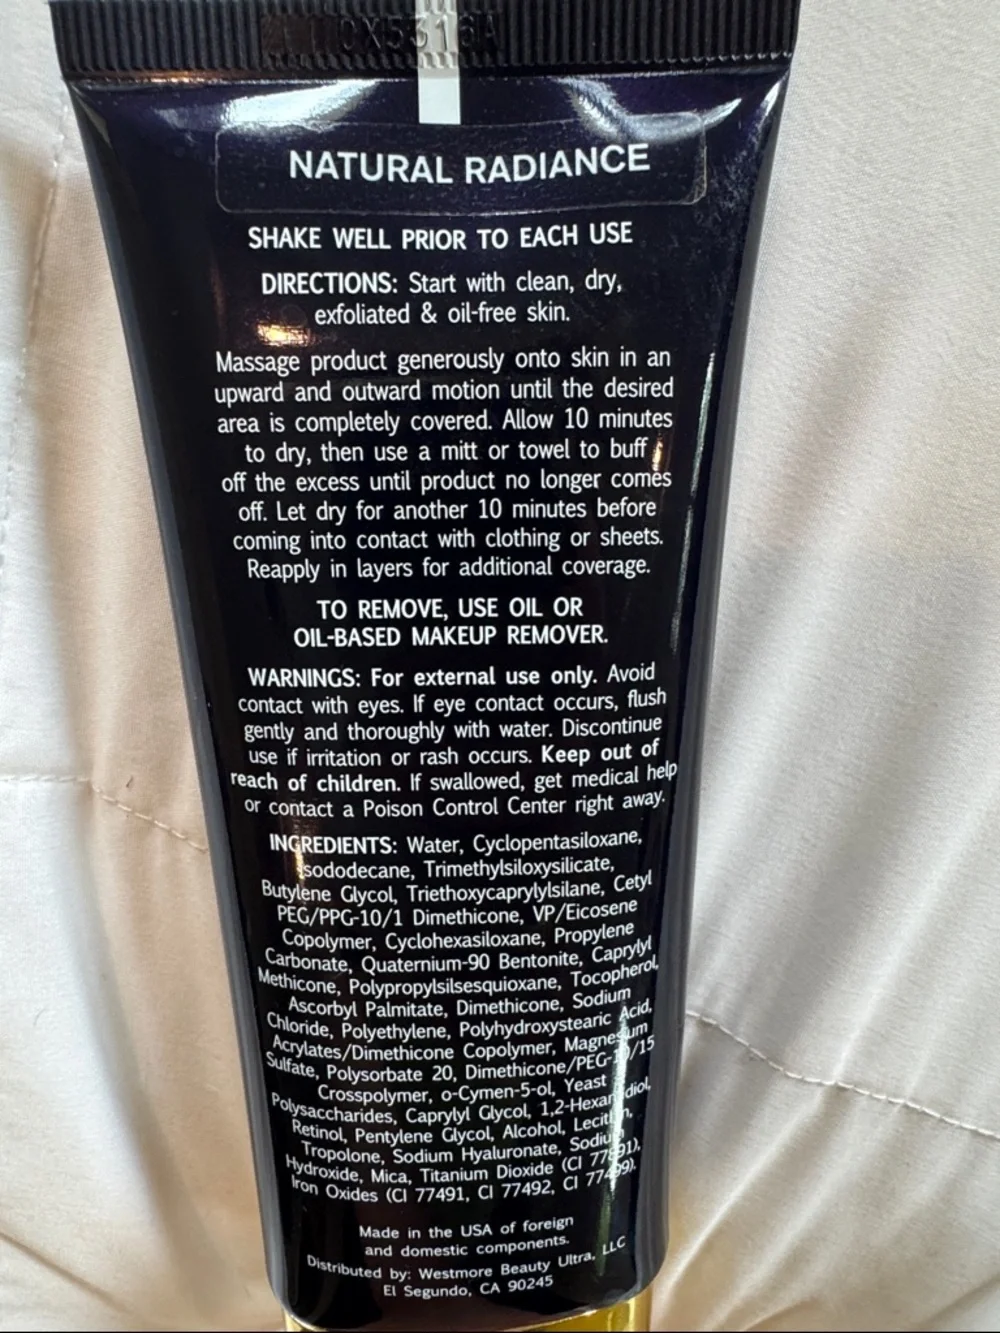 NATURAL RADIANCE
SHAKE WELL PRIOR TO EACH USE
DIRECTIONS: Start with clean, dry,
exfoliated & oil-free skin.
Massage product generously onto skin in an
upward and outward motion until the desired
area is completely covered. Allow 10 minutes
to dry, then use a mitt or towel to buff
off the excess until product no longer comes
off. Let dry for another 10 minutes before
coming into contact with clothing or sheets.
Reapply in layers for additional coverage.
TO REMOVE, USE OIL OR
OIL-BASED MAKEUP REMOVER.
WARNINGS: For external use only. Avoid
contact with eyes. If eye contact occurs, flush
gently and thoroughly with water. Discontinue
use if irritation or rash occurs. Keep out of
reach of children. If swallowed, get medical help
or contact a Poison Control Center right away.
INGREDIENTS: Water, Cyclopentasiloxane,
Isododecane, Trimethylsiloxysilicate,
Butylene Glycol, Triethoxycaprylylsilane, Cetyl
PEG/PPG-10/1 Dimethicone, VP/Eicosene
Copolymer, Cyclohexasiloxane, Propylene
Carbonate, Quaternium-90 Bentonite, Caprylyl
Methicone, Polypropylsilsesquioxane, Tocopherol,
Ascorbyl Palmitate, Dimethicone, Sodium
Chloride, Polyethylene, Polyhydroxystearic Acid,
Acrylates/Dimethicone Copolymer, Magnesium
Sulfate, Polysorbate 20, Dimethicone/PEG-10/15
Crosspolymer, o-Cymen-5-ol, Yeast
Polysaccharides, Caprylyl Glycol, 1,2-Hexanediol,
Retinol, Pentylene Glycol, Alcohol, Lecithin,
Tropolone, Sodium Hyaluronate, Sodium
Hydroxide, Mica, Titanium Dioxide (CI 77891),
Iron Oxides (CI 77491, CI 77492, CI 77499).
Made in the USA of foreign
and domestic components.
Distributed by: Westmore Beauty Ultra, LLC
El Segundo, CA 90245